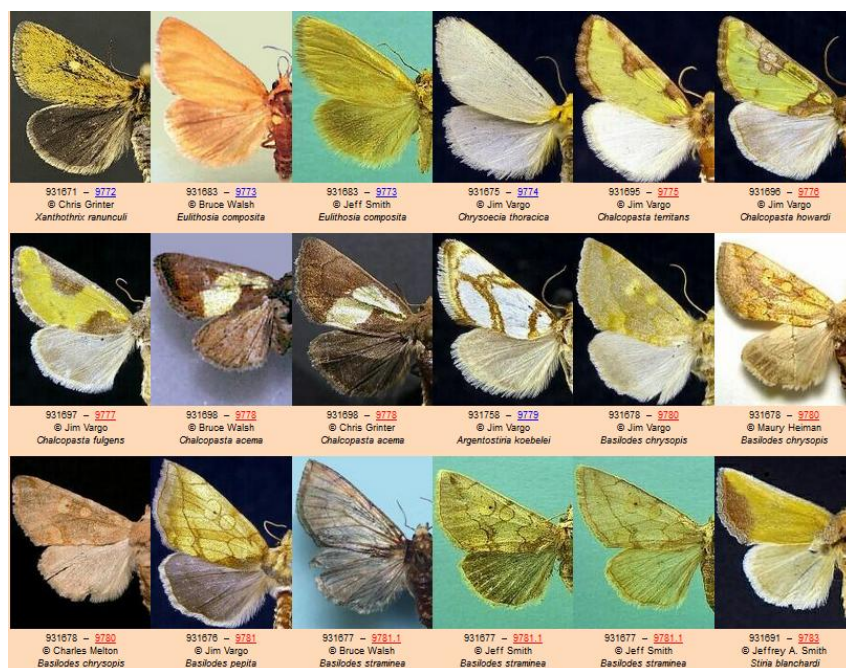 931671 – 9772
© Chris Grinter
Xanthothrix ranunculi
931683 – 9773
© Bruce Walsh
Eulithosia composita
931683 – 9773
© Jeff Smith
Eulithosia composita
931675 – 9774
© Jim Vargo
Chrysoecia thoracica
931695 – 9775
© Jim Vargo
Chalcopasta territans
931696 – 9776
© Jim Vargo
Chalcopasta howardi
931697 – 9777
© Jim Vargo
Chalcopasta fulgens
931698 – 9778
© Bruce Walsh
Chalcopasta acema
931698 – 9778
© Chris Grinter
Chalcopasta acema
931758 – 9779
© Jim Vargo
Argentostiria koebelei
931678 – 9780
© Jim Vargo
Basilodes chrysopis
931678 – 9780
© Maury Heiman
Basilodes chrysopis
931678 – 9780
© Charles Melton
Basilodes chrysopis
931676 – 9781
© Jim Vargo
Basilodes pepita
931677 – 9781.1
© Bruce Walsh
Basilodes straminea
931677 – 9781.1
© Jeff Smith
Basilodes straminea
931677 – 9781.1
© Jeff Smith
Basilodes straminea
931691 – 9783
© Jeffrey A. Smith
Stiria blanchardi